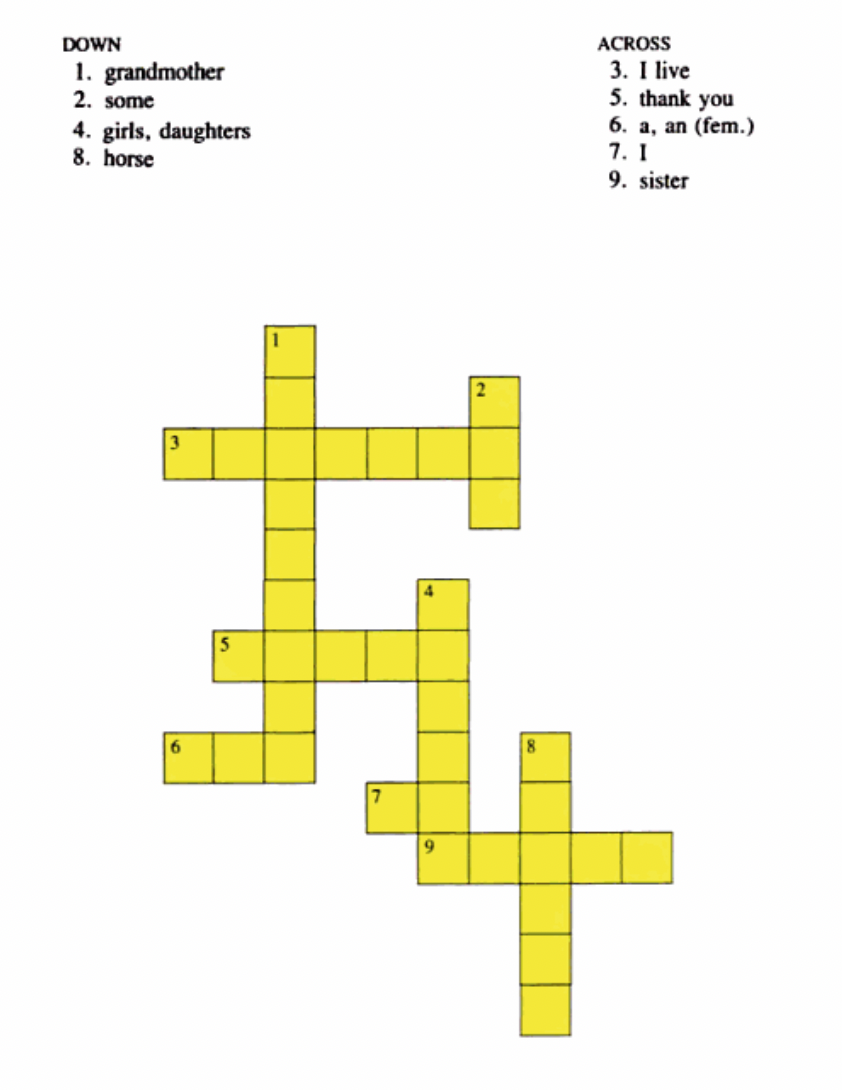 DOWN
1. grandmother
2. some
4. girls, daughters
8. horse
ACROSS
3. I live
5. thank you
6. a, an (fem.)
7. I
9. sister
1
2
3
4
5
6
8
7
9